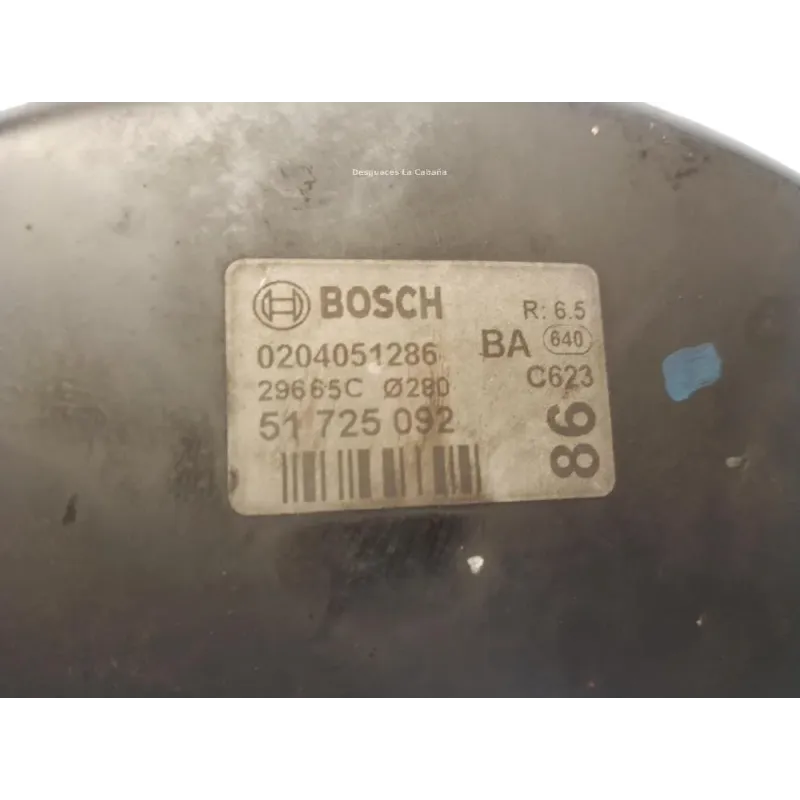 Desguaces La Cabaña
BOSCH
R: 6.5
0204051286
BA 640
29665C Ø280
C623
51 725 092
86